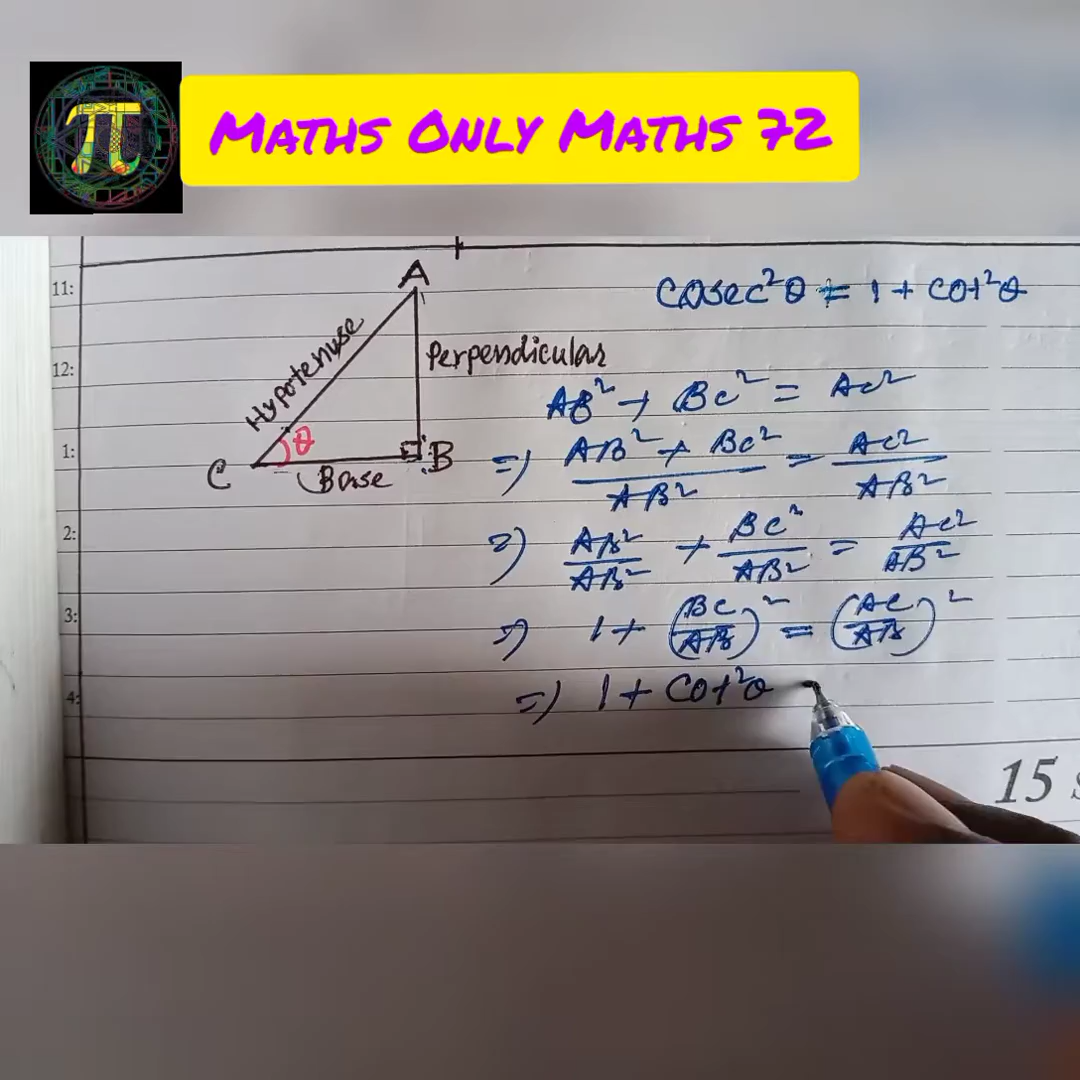 π
Maths Only Maths 72
11:
A
cosec²θ = 1 + cot²θ
Hypotenuse
Perpendicular
12:
AB² + BC² = AC²
1:
θ
C
Base
B
=) AB² + BC² / AB² = AC² / AB²
2:
=) AB² / AB² + BC² / AB² = AC² / AB²
3:
=) 1 + (BC / AB)² = (AC / AB)²
4:
=) 1 + cot²θ
15